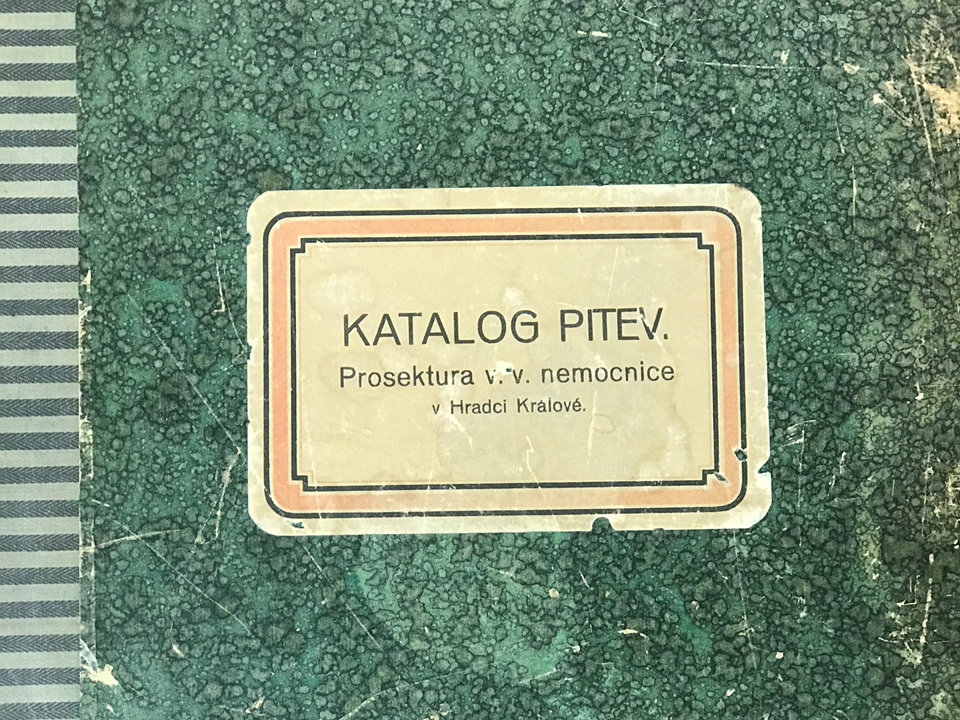 KATALOG PITEV.
Prosektura v. v. nemocnice
v Hradci Králové.